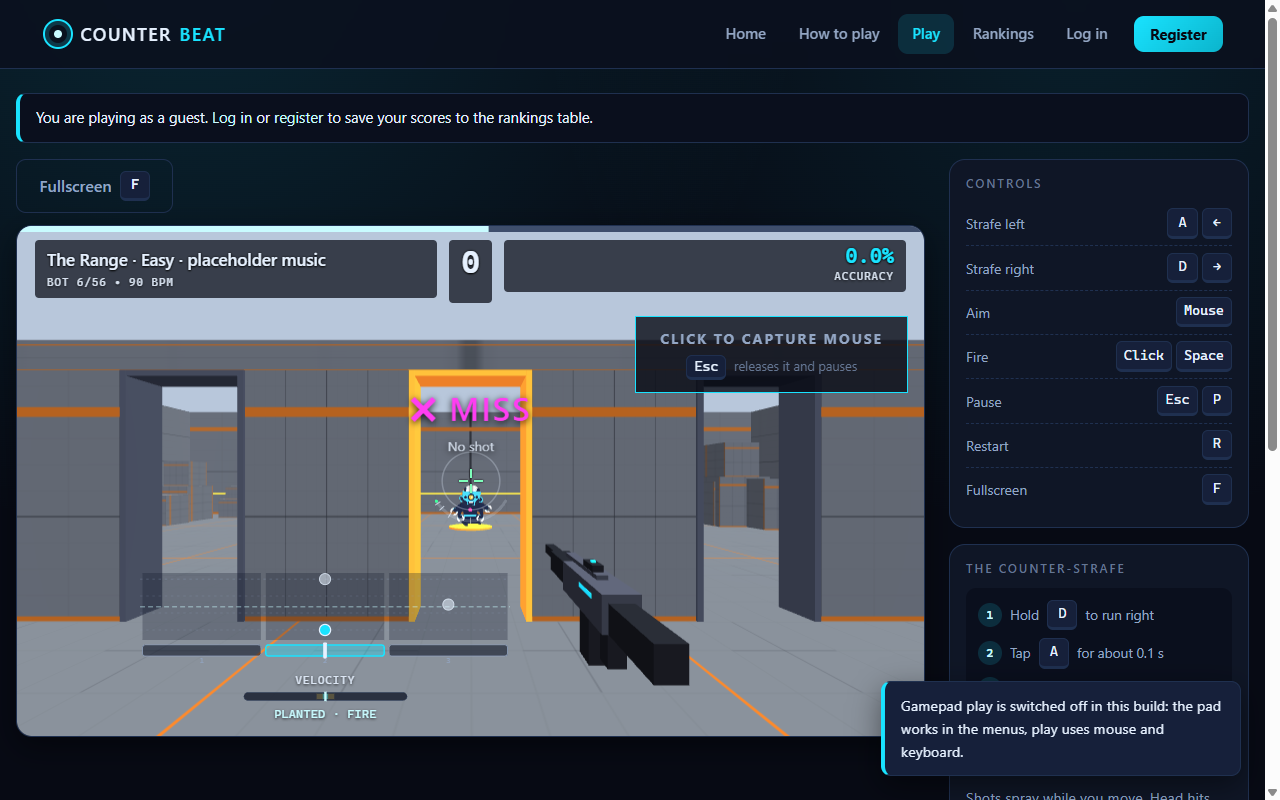 COUNTER BEAT
Home
How to play
Play
Rankings
Log in
Register
You are playing as a guest. Log in or register to save your scores to the rankings table.
Fullscreen F
The Range · Easy · placeholder music
BOT 6/56 • 90 BPM
0
0.0%
ACCURACY
CLICK TO CAPTURE MOUSE
Esc releases it and pauses
✕ MISS
No shot
VELOCITY
PLANTED · FIRE
CONTROLS
Strafe left A ←
Strafe right D →
Aim Mouse
Fire Click Space
Pause Esc P
Restart R
Fullscreen F
THE COUNTER-STRAFE
1 Hold D to run right
2 Tap A for about 0.1 s
Gamepad play is switched off in this build: the pad
works in the menus, play uses mouse and
keyboard.
Shots spray while you move. Head hits